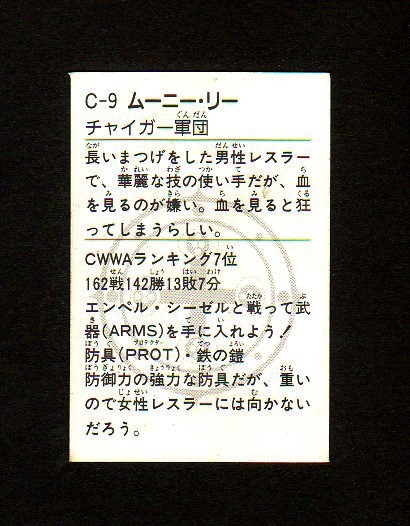 C-9 ムーニー・リー
チャイガー軍団
長いまつげをした男性レスラー
で、華麗な技の使い手だが、血
を見るのが嫌い。血を見ると狂
ってしまうらしい。
CWWAランキング7位
162戦142勝13敗7分
エンペル・シーゼルと戦って武
器(ARMS)を手に入れよう!
防具(PROT)・鉄の鎧
防御力の強力な防具だが、重い
ので女性レスラーには向かない
だろう。